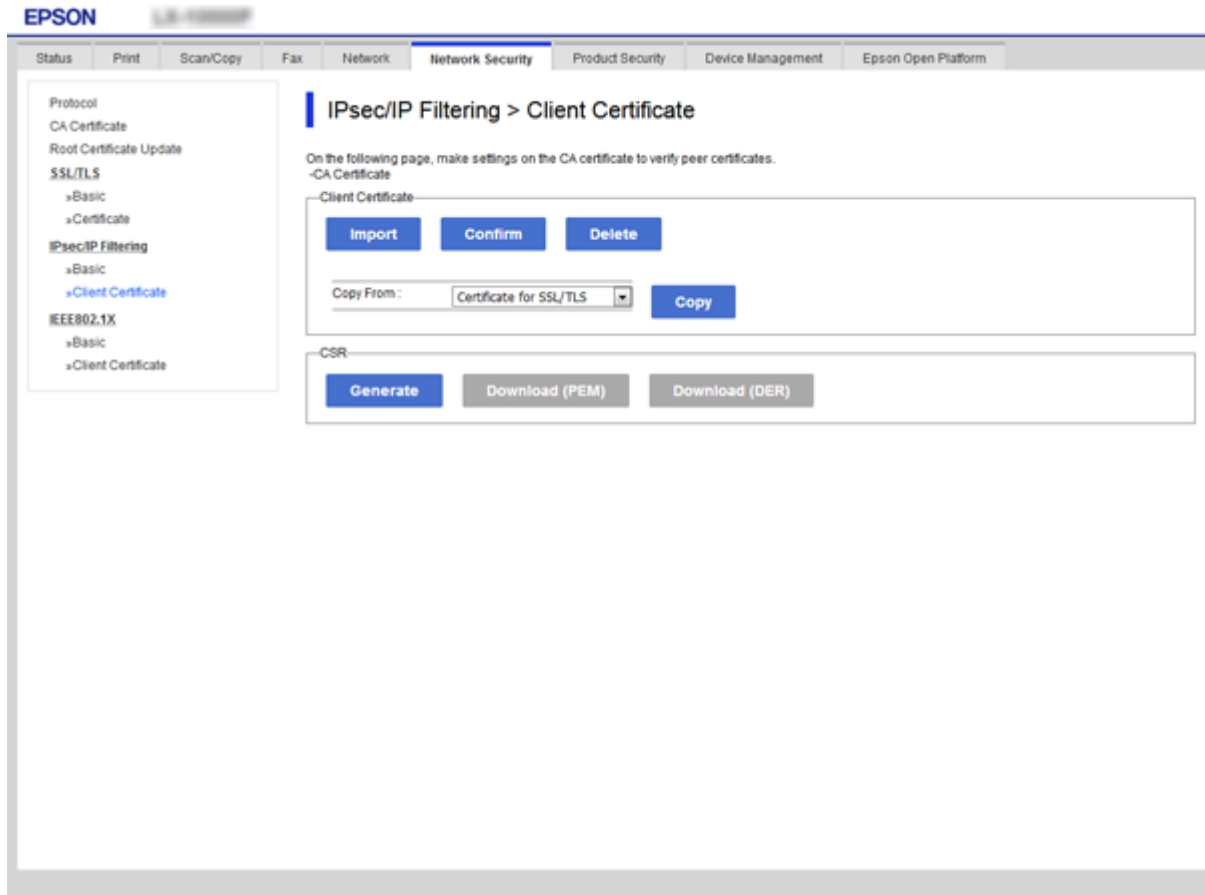 EPSON
Status Print Scan/Copy Fax Network Network Security Product Security Device Management Epson Open Platform
Protocol
CA Certificate
Root Certificate Update
SSL/TLS
»Basic
»Certificate
IPsec/IP Filtering
»Basic
»Client Certificate
IEEE802.1X
»Basic
»Client Certificate
IPsec/IP Filtering > Client Certificate
On the following page, make settings on the CA certificate to verify peer certificates.
-CA Certificate
Client Certificate
Import Confirm Delete
Copy From : Certificate for SSL/TLS Copy
CSR
Generate Download (PEM) Download (DER)